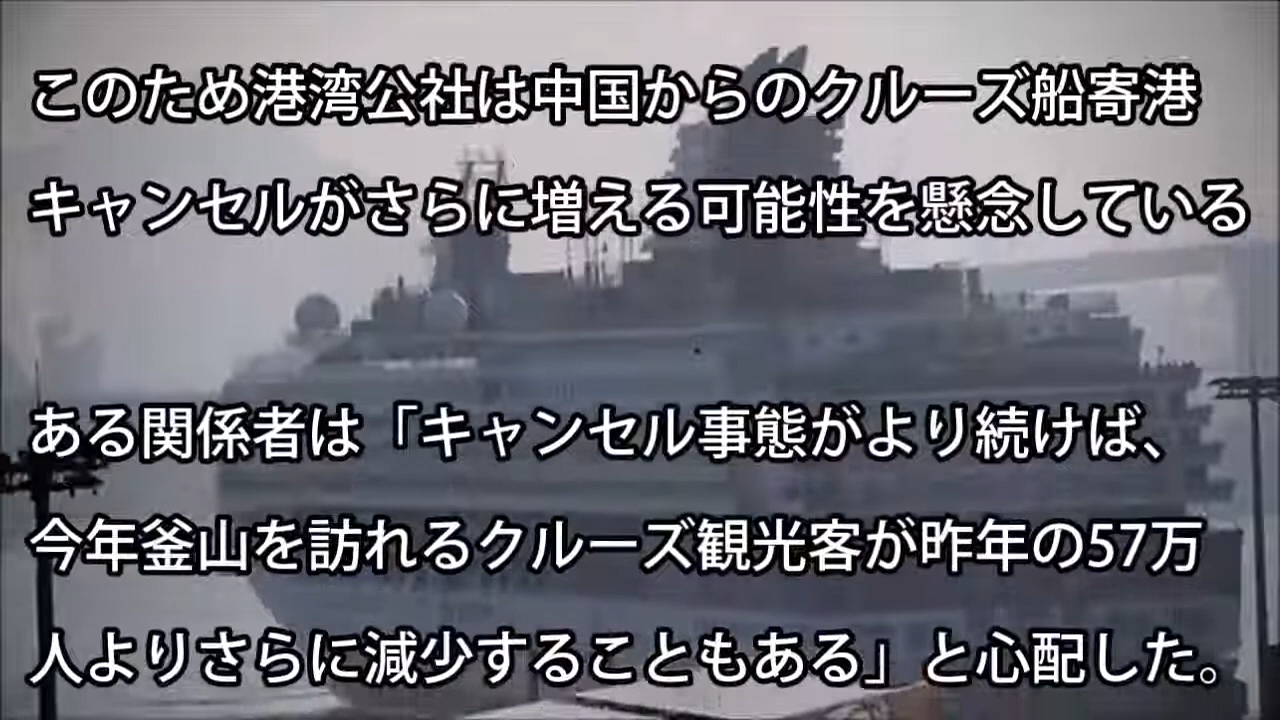 このため港湾公社は中国からのクルーズ船寄港
キャンセルがさらに増える可能性を懸念している
ある関係者は「キャンセル事態がより続けば、
今年釜山を訪れるクルーズ観光客が昨年の57万
人よりさらに減少することもある」と心配した。